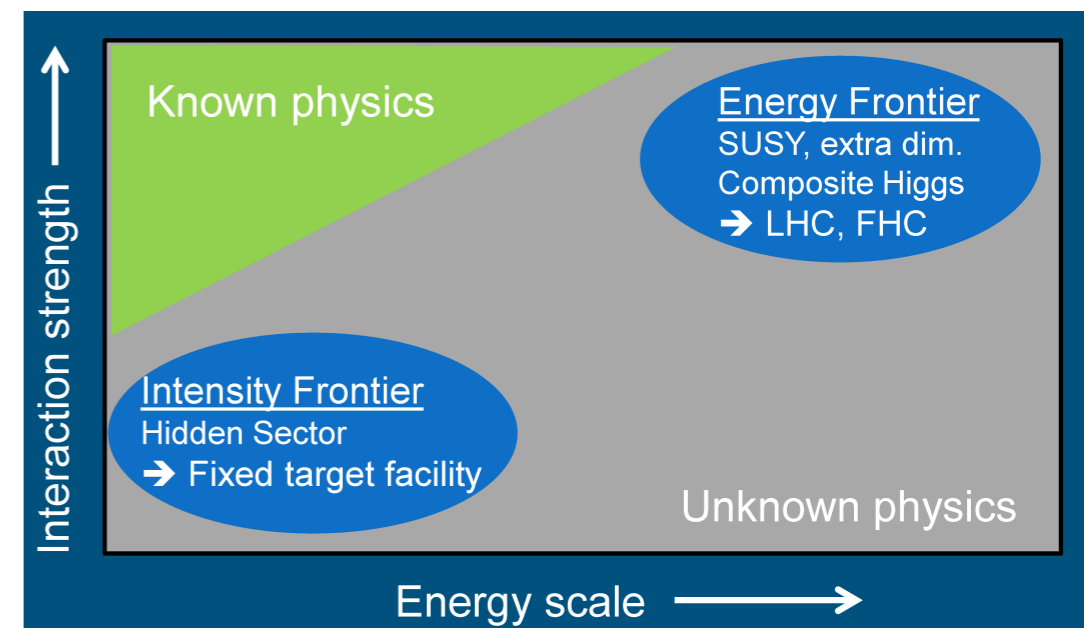 Known physics
Energy Frontier
SUSY, extra dim.
Composite Higgs
➔ LHC, FHC
Interaction strength
Intensity Frontier
Hidden Sector
➔ Fixed target facility
Unknown physics
Energy scale